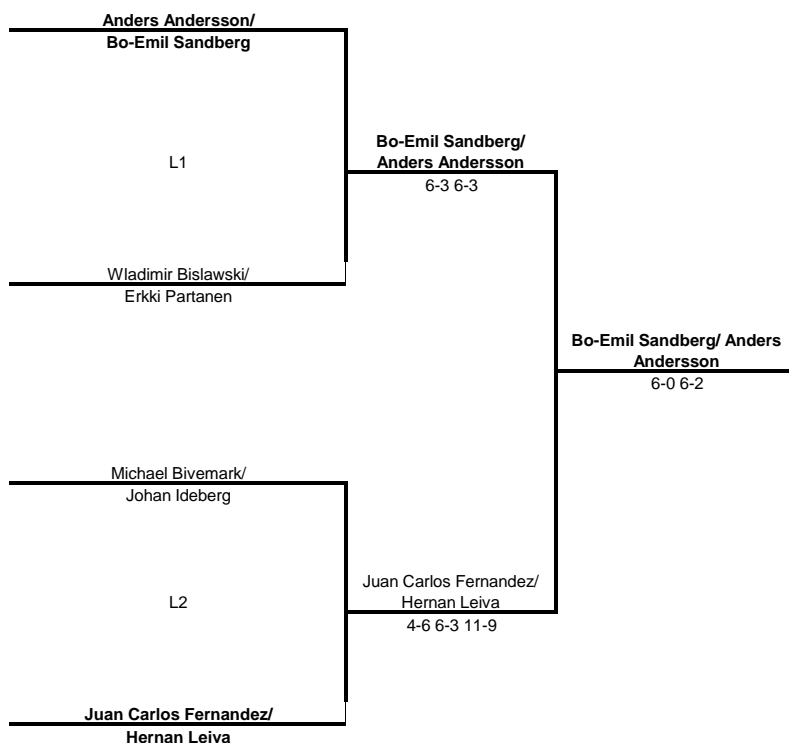 Anders Andersson/
Bo-Emil Sandberg
L1
Bo-Emil Sandberg/
Anders Andersson
6-3 6-3
Wladimir Bislawski/
Erkki Partanen
Bo-Emil Sandberg/ Anders
Andersson
6-0 6-2
Michael Bivemark/
Johan Ideberg
L2
Juan Carlos Fernandez/
Hernan Leiva
4-6 6-3 11-9
Juan Carlos Fernandez/
Hernan Leiva